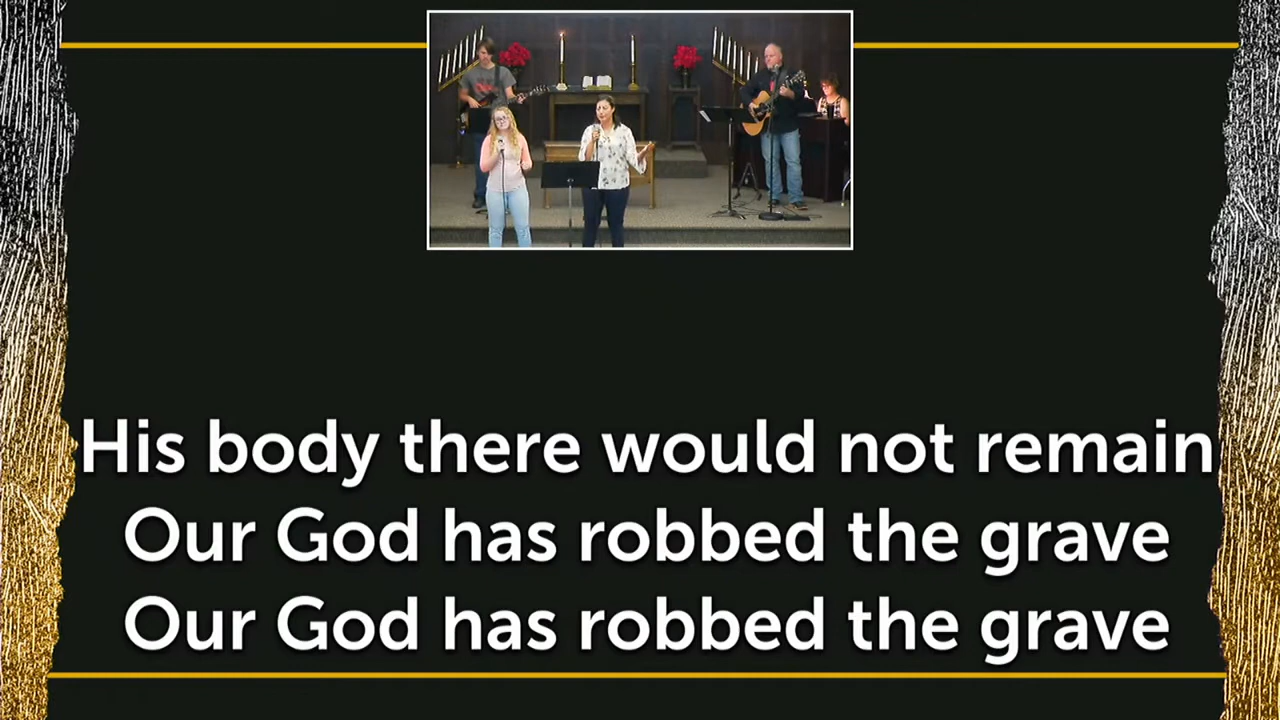 His body there would not remain
Our God has robbed the grave
Our God has robbed the grave